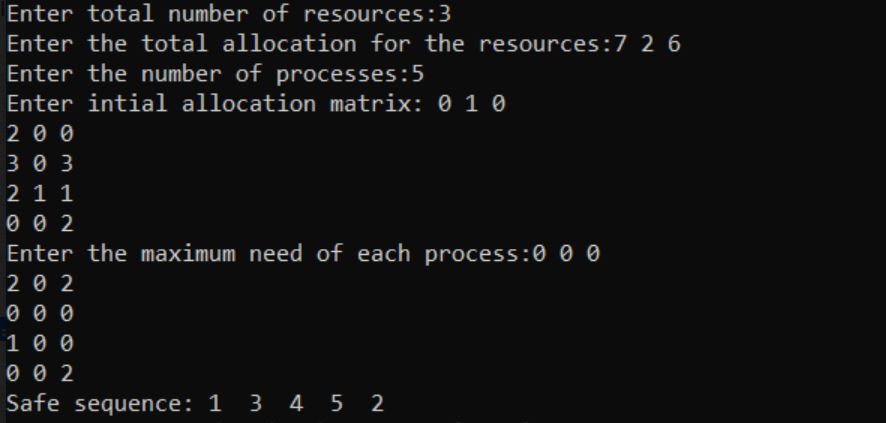 Enter total number of resources:3
Enter the total allocation for the resources:7 2 6
Enter the number of processes:5
Enter intial allocation matrix: 0 1 0
2 0 0
3 0 3
2 1 1
0 0 2
Enter the maximum need of each process:0 0 0
2 0 2
0 0 0
1 0 0
0 0 2
Safe sequence: 1  3  4  5  2